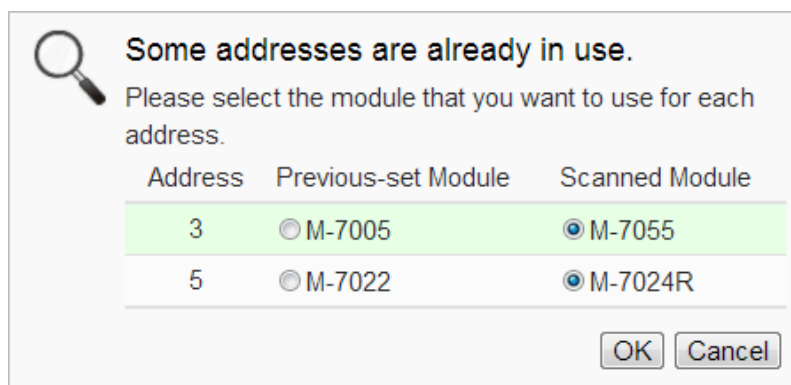 Some addresses are already in use.
Please select the module that you want to use for each
address.
Address Previous-set Module Scanned Module
3 M-7005 M-7055
5 M-7022 M-7024R
OK Cancel